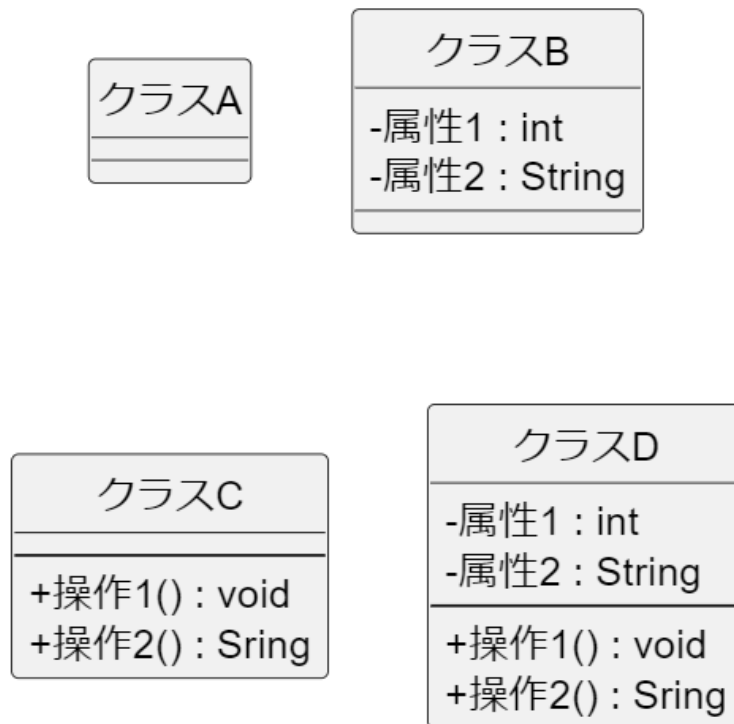 クラスA
クラスB
-属性1 : int
-属性2 : String
クラスC
+操作1() : void
+操作2() : Sring
クラスD
-属性1 : int
-属性2 : String
+操作1() : void
+操作2() : Sring